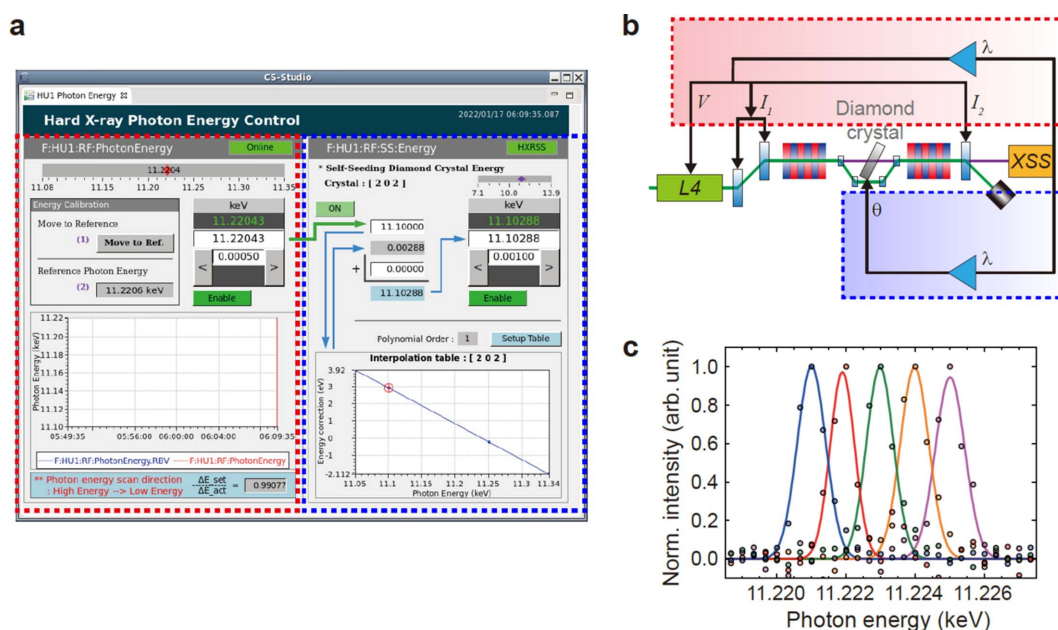 a
CS-Studio
HU1 Photon Energy
Hard X-ray Photon Energy Control
2022/01/17 06:09:35.087
F:HU1:RF:PhotonEnergy
Online
11.2204
11.08 11.15 11.20 11.25 11.30 11.35
Energy Calibration
Move to Reference
(1) Move to Ref.
Reference Photon Energy
(2) 11.2206 keV
keV
11.22043
11.22043
< 0.00050 >
Enable
11.22
11.20
11.18
11.16
11.14
11.12
11.10
Photon Energy [keV]
05:49:35 05:56:00 06:00:00 06:04:00 06:09:35
F:HU1:RF:PhotonEnergy.RBV
F:HU1:RF:PhotonEnergy
** Photon energy scan direction
: High Energy --> Low Energy
ΔE_set
ΔE_act
= 0.99077
F:HU1:RF:SS:Energy
HXRSS
* Self-Seeding Diamond Crystal Energy
Crystal : [ 2 0 2 ]
7.1 10.0 13.9
ON
11.10000
0.00288
+ 0.00000
11.10288
keV
11.10288
11.10288
< 0.00100 >
Enable
Polynomial Order : 1
Setup Table
Interpolation table : [ 2 0 2 ]
3.92
3
2
1
0
-1
-2.112
Energy correction (eV)
11.05 11.1 11.15 11.2 11.25 11.3 11.34
Photon Energy (keV)
b
λ
V
I1
I2
Diamond
crystal
L4
XSS
θ
λ
c
1.0
0.8
0.6
0.4
0.2
0.0
Norm. intensity (arb. unit)
11.220 11.222 11.224 11.226
Photon energy (keV)